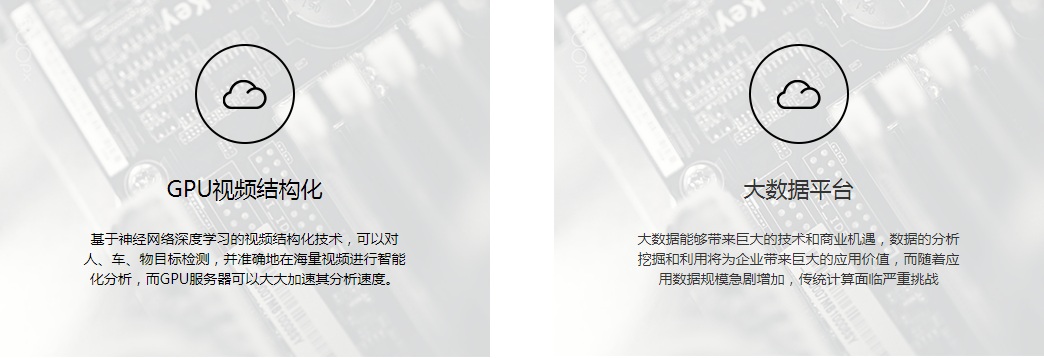 GPU视频结构化
基于神经网络深度学习的视频结构化技术，可以对
人、车、物目标检测，并准确地在海量视频进行智能
化分析，而GPU服务器可以大大加速其分析速度。
大数据平台
大数据能够带来巨大的技术和商业机遇，数据的分析
挖掘和利用将为企业带来巨大的应用价值，而随着应
用数据规模急剧增加，传统计算面临严重挑战